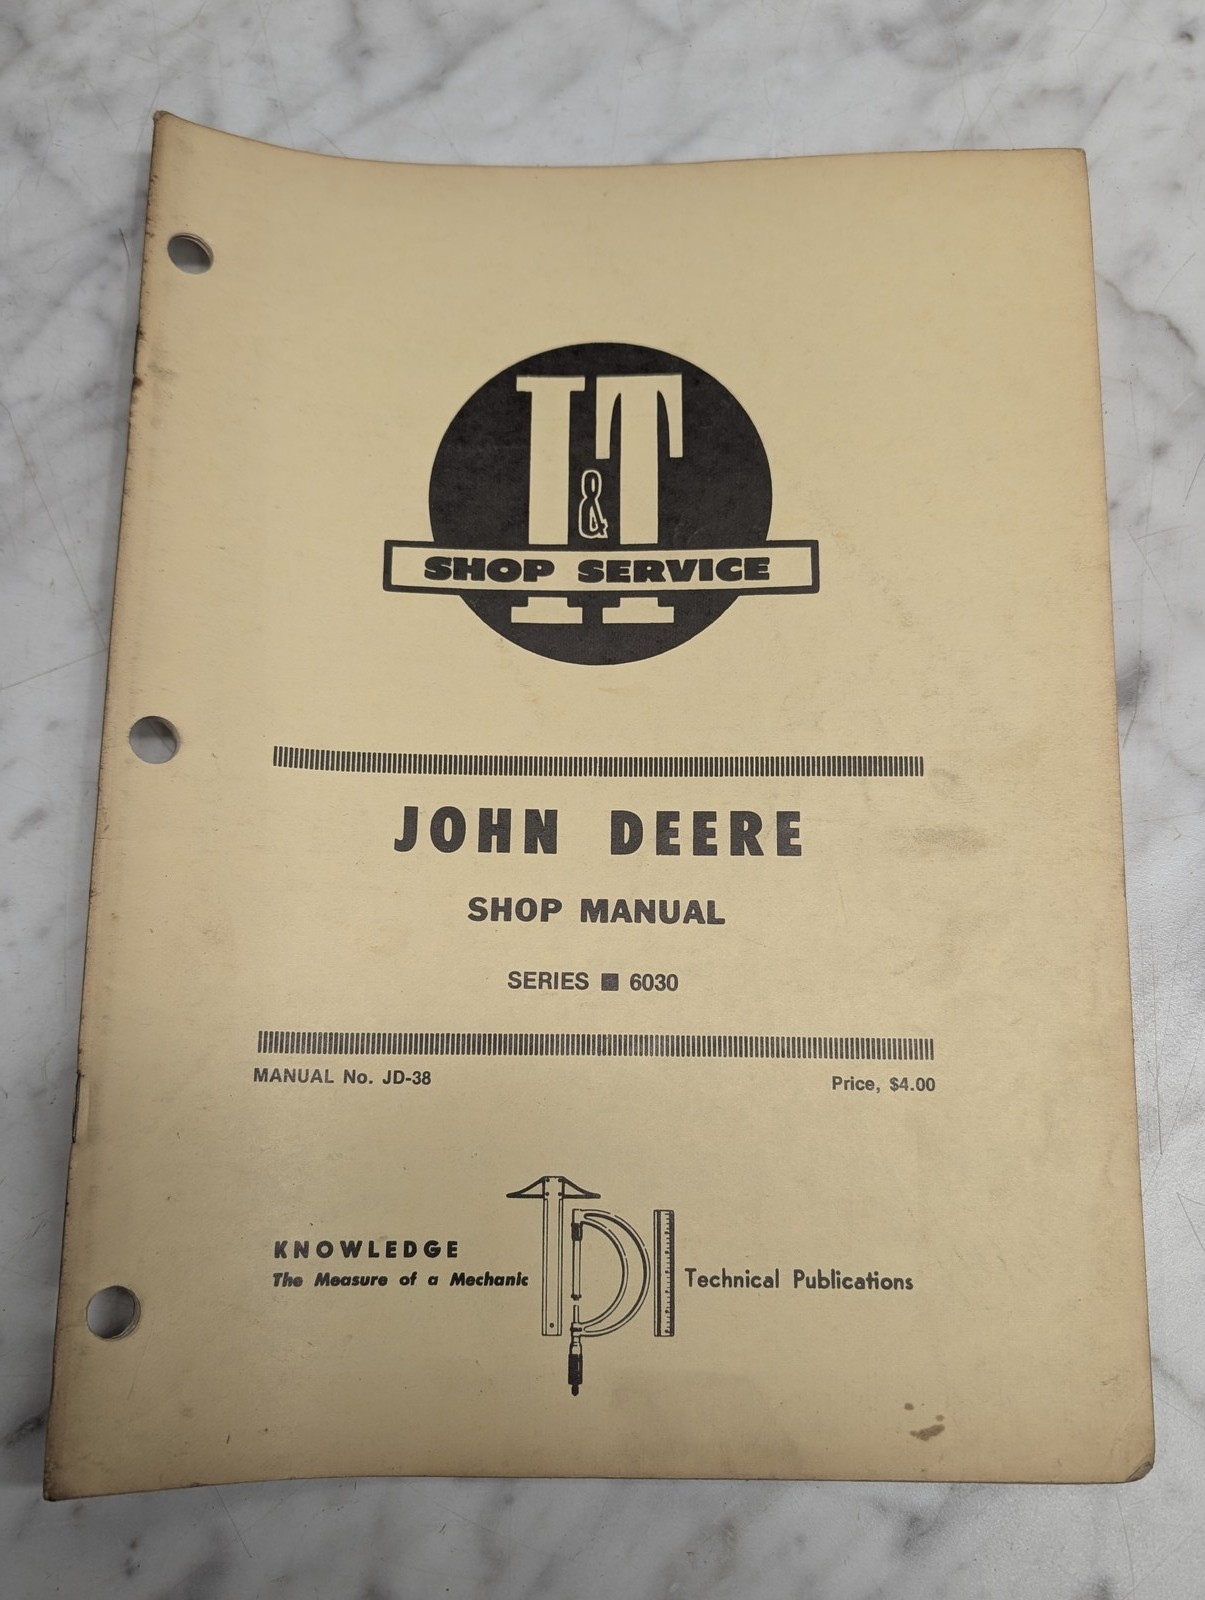 I&T
SHOP SERVICE
JOHN DEERE
SHOP MANUAL
SERIES ■ 6030
MANUAL No. JD-38
Price, $4.00
KNOWLEDGE
The Measure of a Mechanic
TDI
Technical Publications